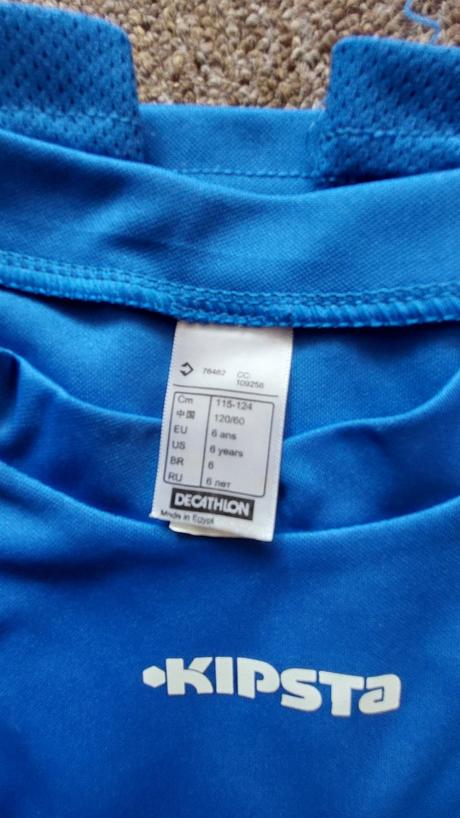 76462 CC:
109256
Cm 115-124
中国 120/60
EU 6 ans
US 6 years
BR 6
RU 6 лет
DECATHLON
Made in Egypt
KIPSTA